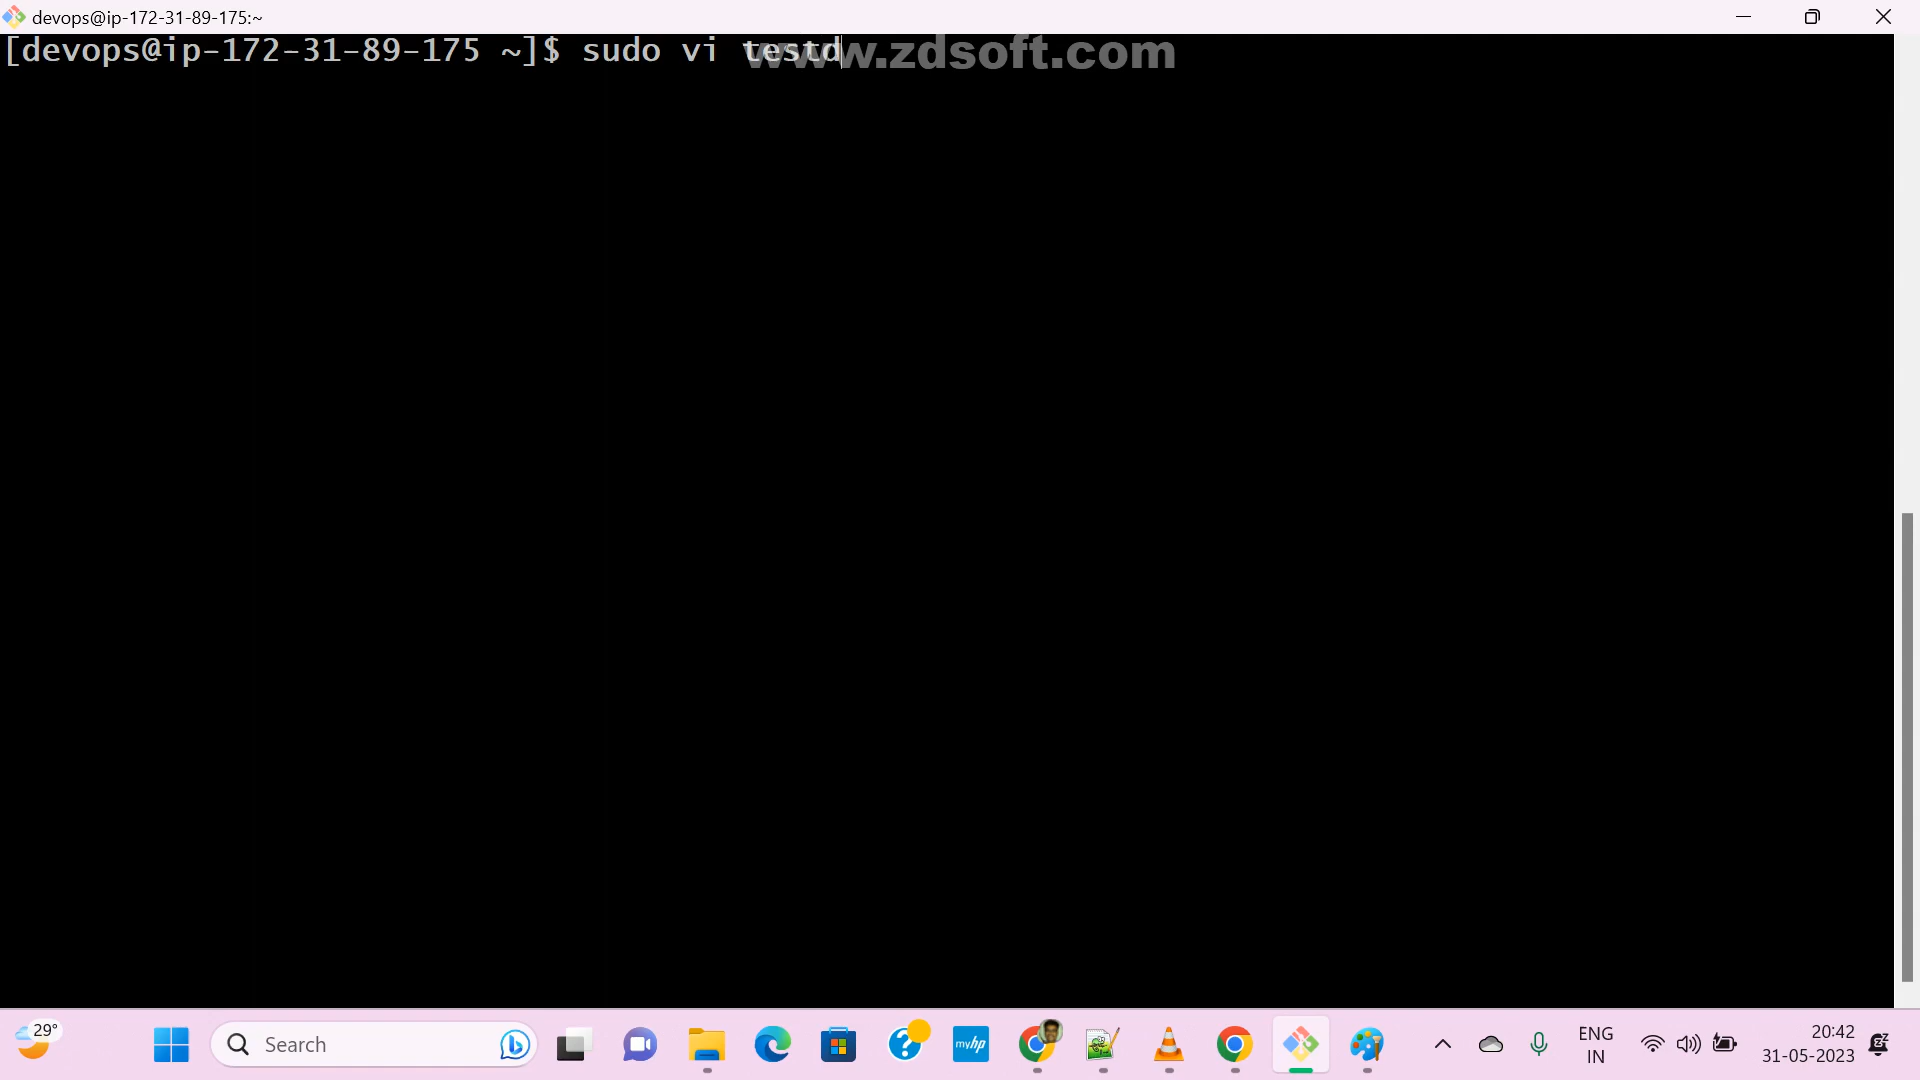 devops@ip-172-31-89-175:~
[devops@ip-172-31-89-175 ~]$ sudo vi testd
www.zdsoft.com
29°
Search
myhp
ENG
IN
20:42
31-05-2023